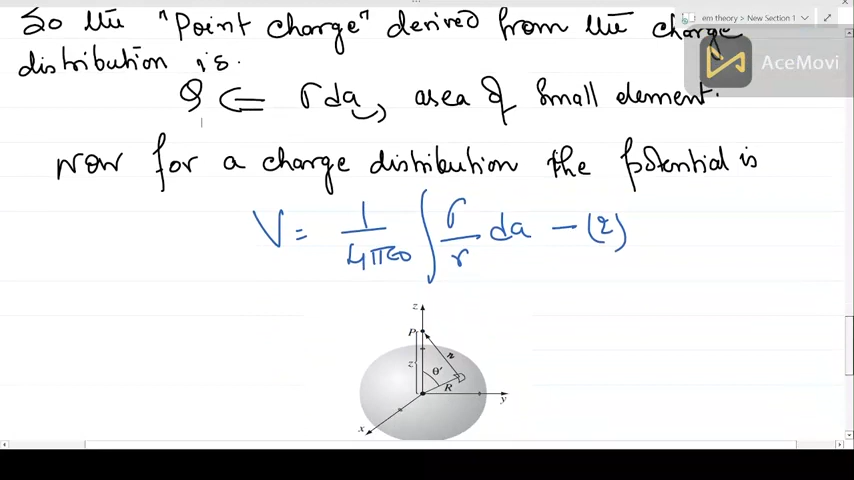 So the "Point charge" derived from the charge
em theory > New Section 1
distribution is.
AceMovi
Q ⇐ σ da, area of small element.
Now for a charge distribution the potential is
V = 1/4πε0 ∫ σ/r da - (2)
z
P
z
θ'
r
R
y
x